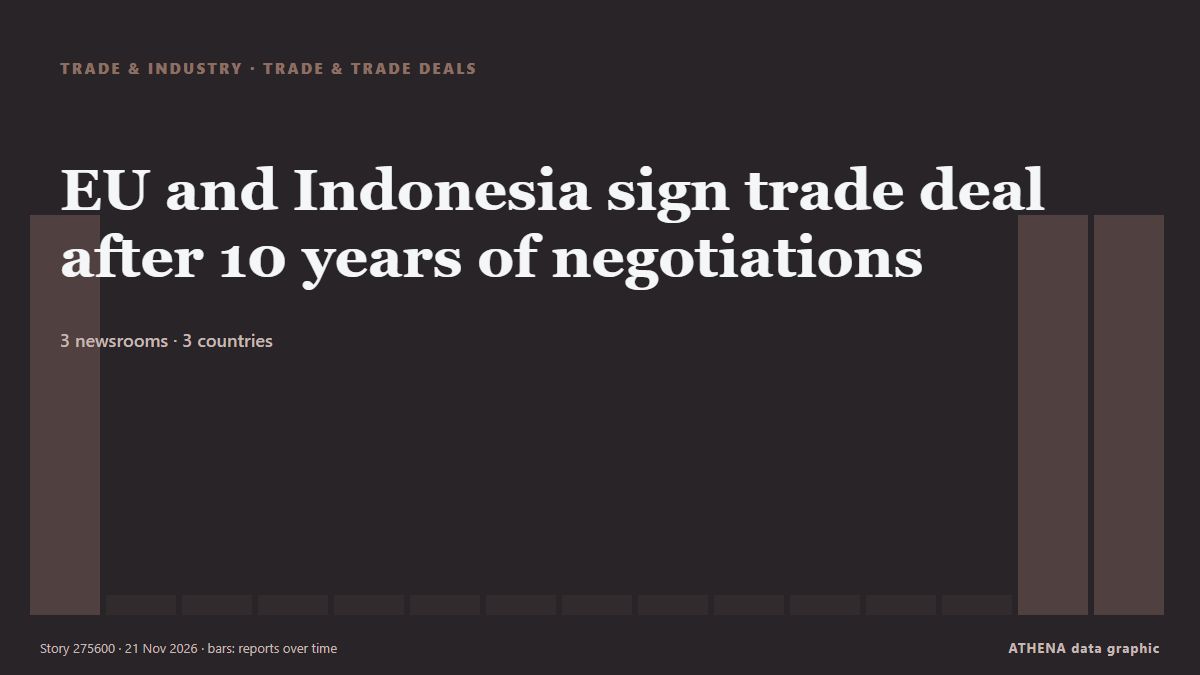 TRADE & INDUSTRY · TRADE & TRADE DEALS
EU and Indonesia sign trade deal
after 10 years of negotiations
3 newsrooms · 3 countries
Story 275600 · 21 Nov 2026 · bars: reports over time
ATHENA data graphic